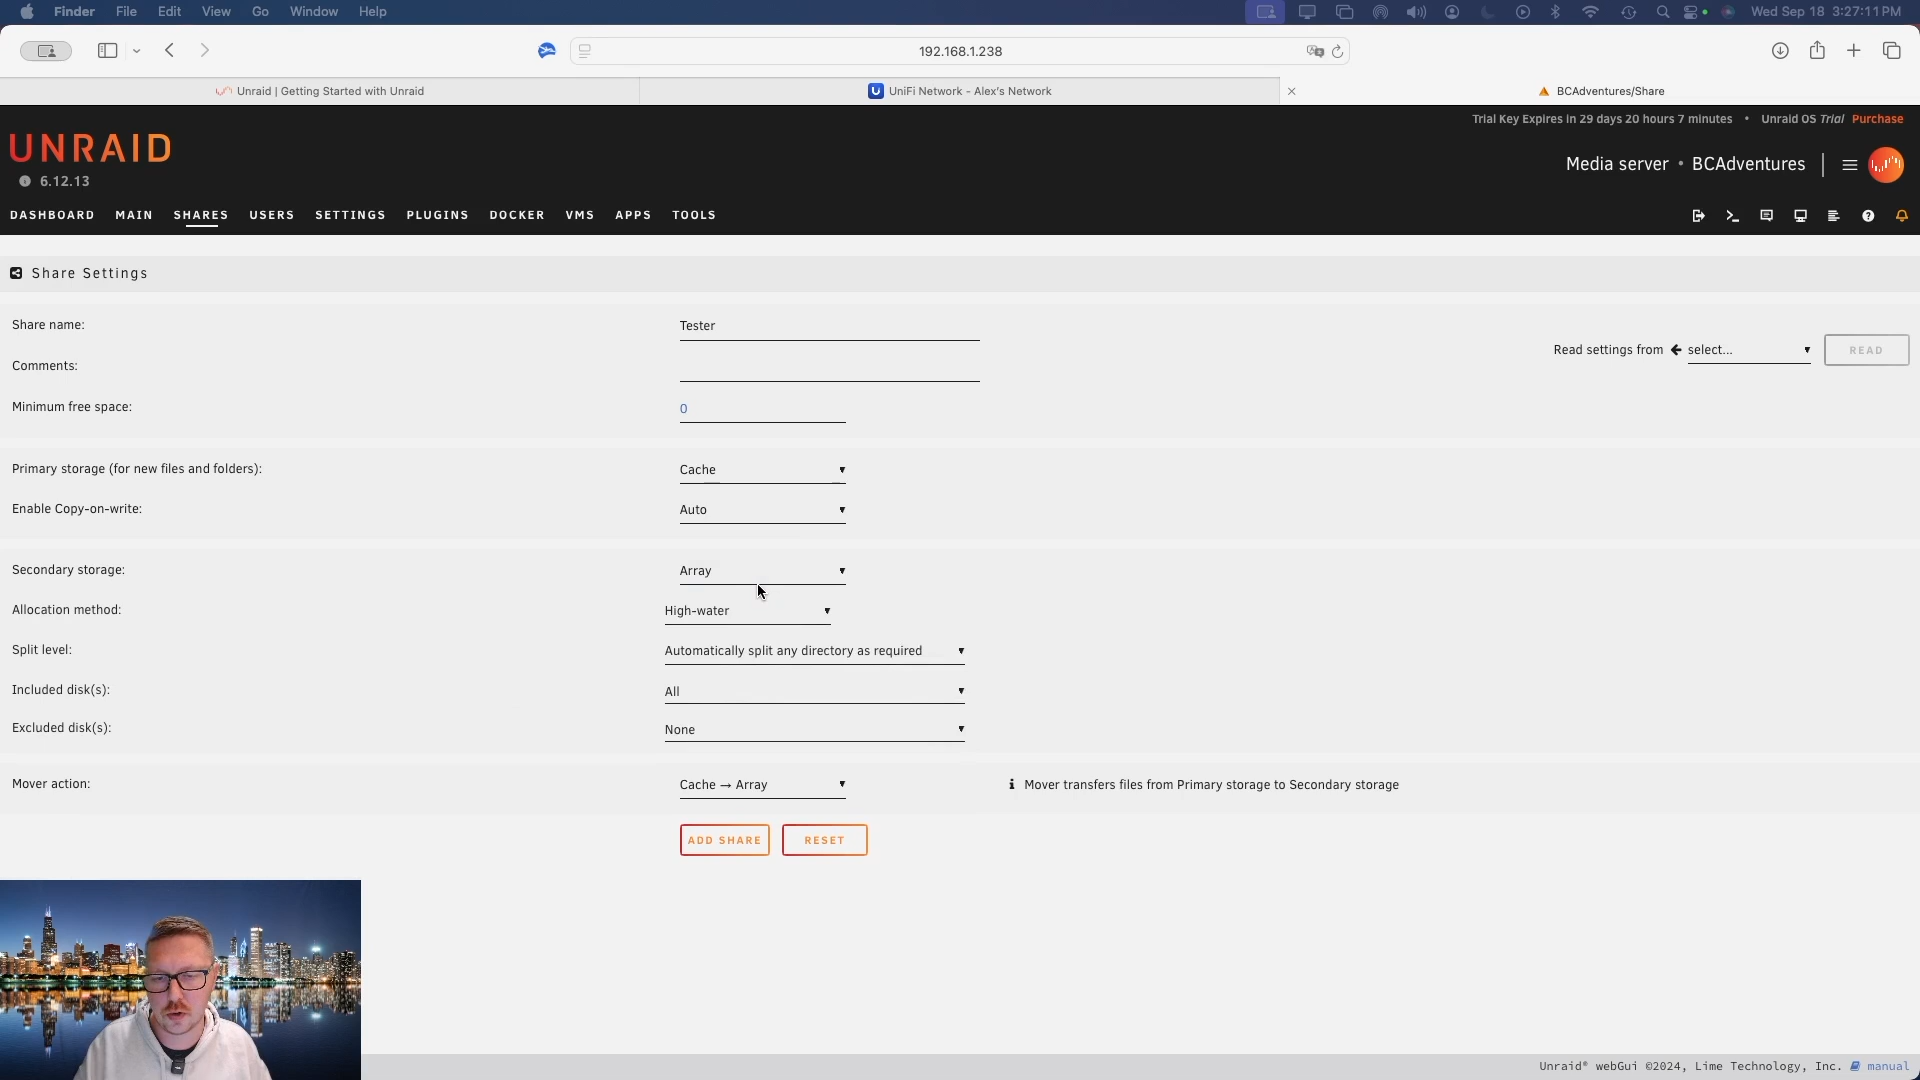 Finder File Edit View Go Window Help Wed Sep 18 3:27:11 PM
192.168.1.238
Unraid | Getting Started with Unraid UniFi Network - Alex's Network BCAdventures/Share
Trial Key Expires in 29 days 20 hours 7 minutes • Unraid OS Trial Purchase
UNRAID
6.12.13
Media server • BCAdventures
DASHBOARD MAIN SHARES USERS SETTINGS PLUGINS DOCKER VMS APPS TOOLS
Share Settings
Share name: Tester
Read settings from select... READ
Comments:
Minimum free space: 0
Primary storage (for new files and folders): Cache
Enable Copy-on-write: Auto
Secondary storage: Array
Allocation method: High-water
Split level: Automatically split any directory as required
Included disk(s): All
Excluded disk(s): None
Mover action: Cache → Array Mover transfers files from Primary storage to Secondary storage
ADD SHARE RESET
Unraid® webGui ©2024, Lime Technology, Inc. manual